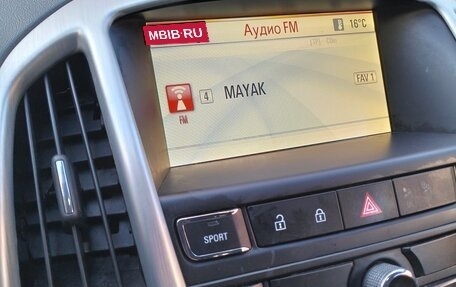 MBIB.RU
Аудио FM
16°C
FAV 1
4 MAYAK
FM
SPORT